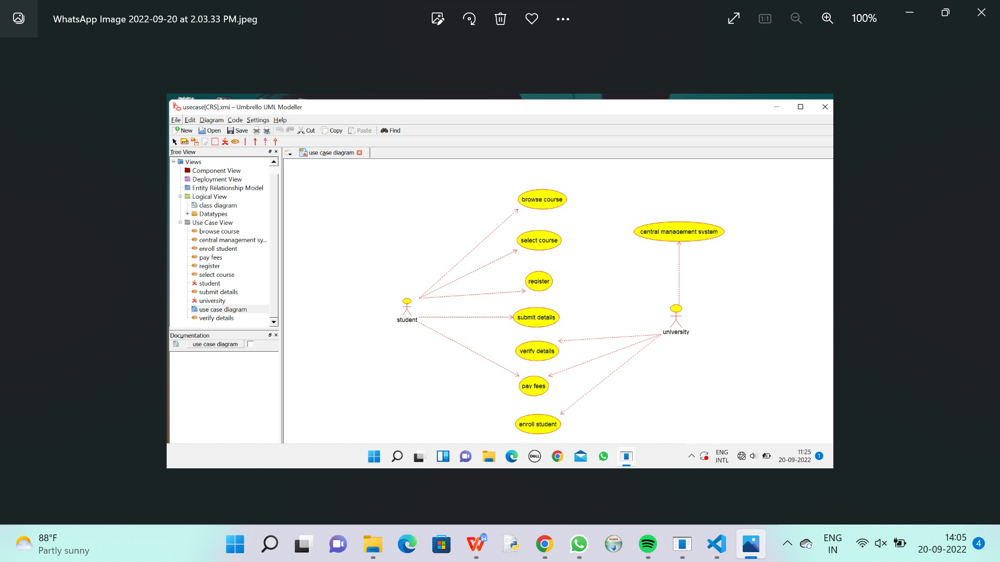 WhatsApp Image 2022-09-20 at 2.03.33 PM.jpeg
1:1
100%
usecase[CRS].xmi – Umbrello UML Modeller
File Edit Diagram Code Settings Help
New Open Save Cut Copy Paste Find
Tree View
use case diagram
Views
Component View
Deployment View
Entity Relationship Model
Logical View
class diagram
Datatypes
Use Case View
browse course
central management sy...
enroll student
pay fees
register
select course
student
submit details
university
use case diagram
verify details
Documentation
use case diagram
browse course
central management system
select course
register
student
submit details
university
verify details
pay fees
enroll student
DELL
ENG
INTL
11:25
20-09-2022
1
88°F
Partly sunny
ENG
IN
14:05
20-09-2022
4